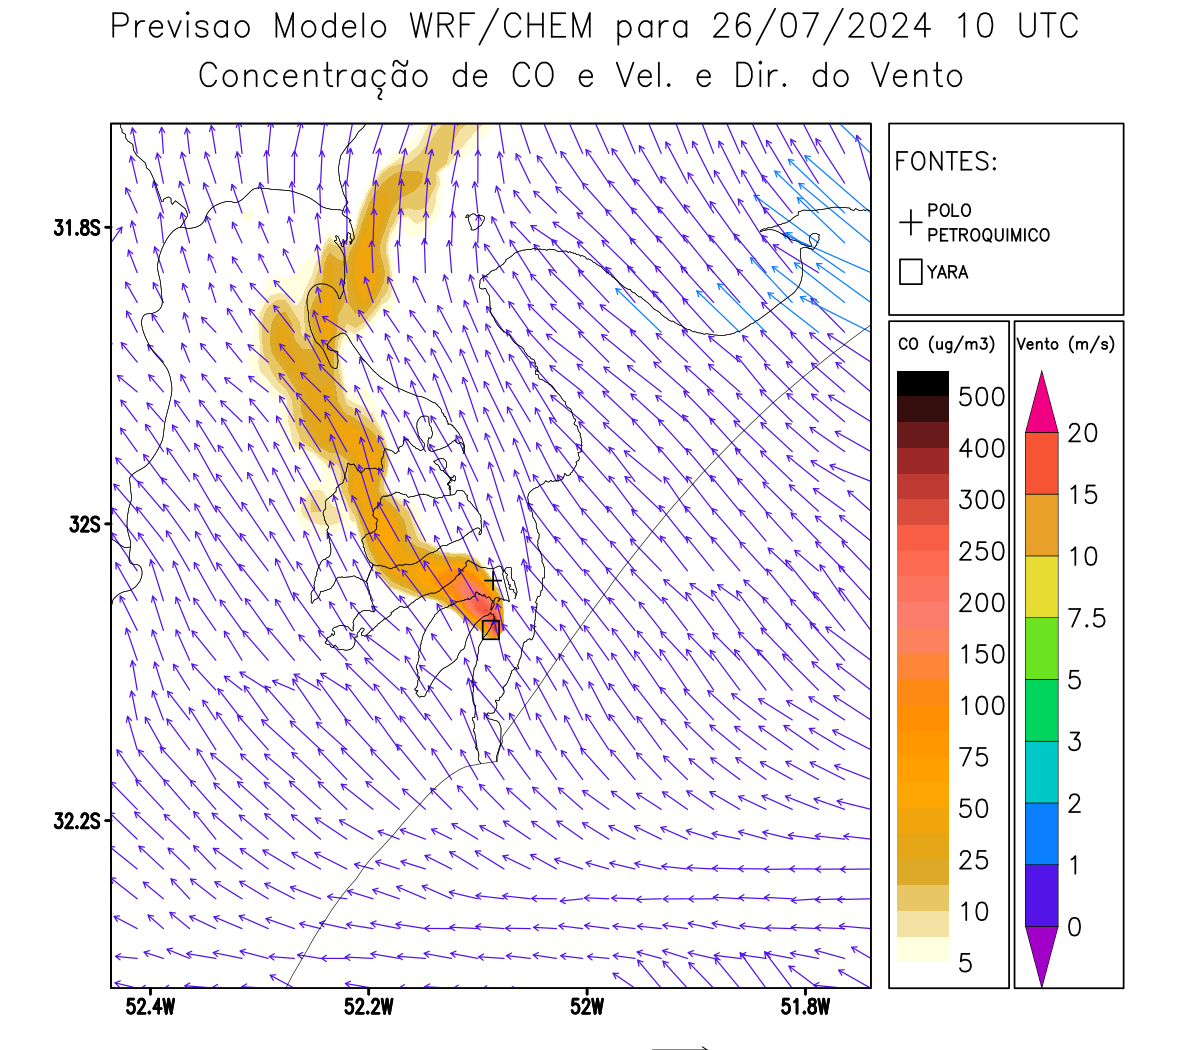 Previsao Modelo WRF/CHEM para 26/07/2024 10 UTC
Concentração de CO e Vel. e Dir. do Vento
FONTES:
POLO
PETROQUIMICO
YARA
CO (ug/m3)
500
400
300
250
200
150
100
75
50
25
10
5
Vento (m/s)
20
15
10
7.5
5
3
2
1
0
31.8S
32S
32.2S
52.4W
52.2W
52W
51.8W